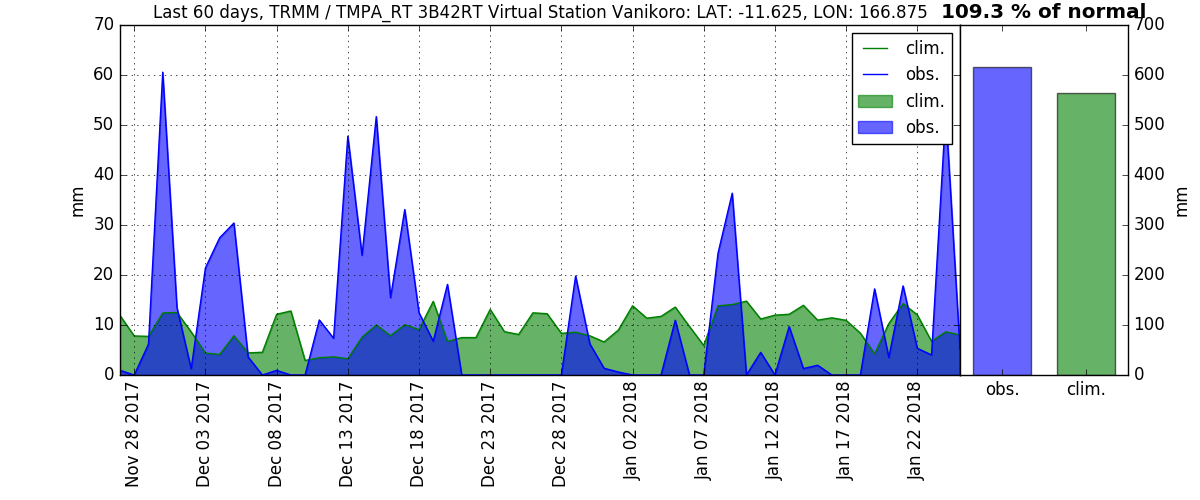 Last 60 days, TRMM / TMPA_RT 3B42RT Virtual Station Vanikoro: LAT: -11.625, LON: 166.875 109.3 % of normal
mm
70
60
50
40
30
20
10
0
clim.
obs.
clim.
obs.
700
600
500
400
300
200
100
0
mm
Nov 28 2017
Dec 03 2017
Dec 08 2017
Dec 13 2017
Dec 18 2017
Dec 23 2017
Dec 28 2017
Jan 02 2018
Jan 07 2018
Jan 12 2018
Jan 17 2018
Jan 22 2018
obs.
clim.